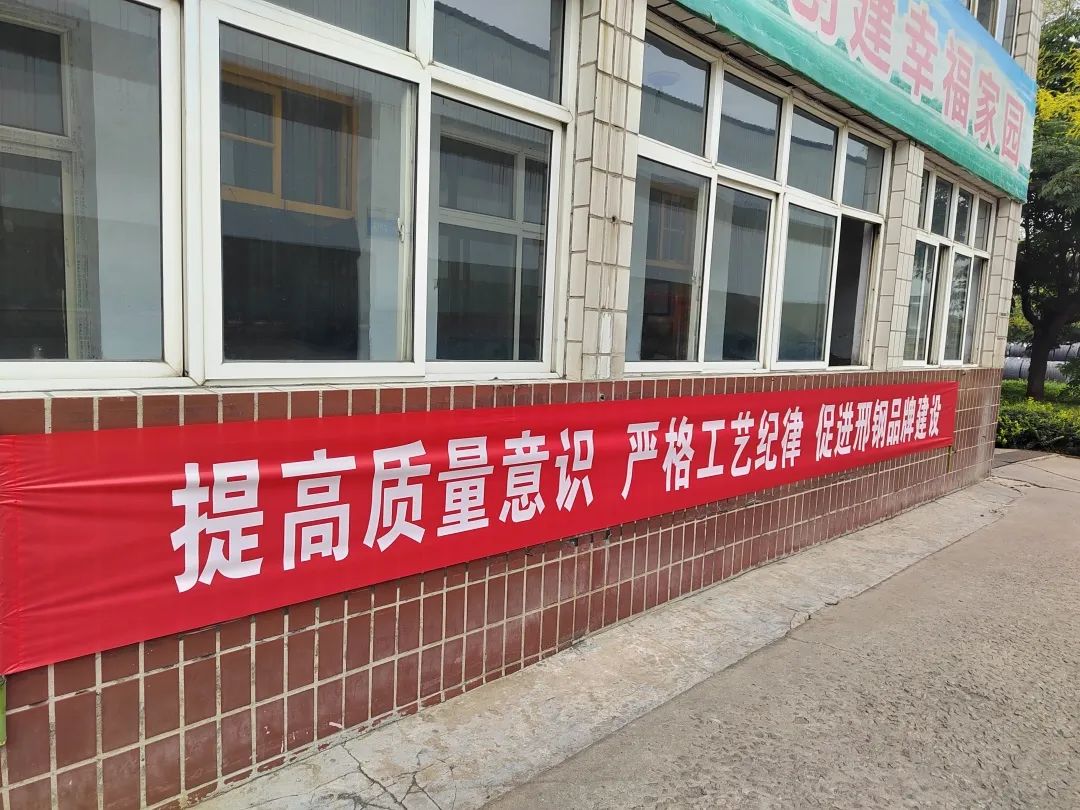 建幸福家园
提高质量意识 严格工艺纪律 促进邢钢品牌建设